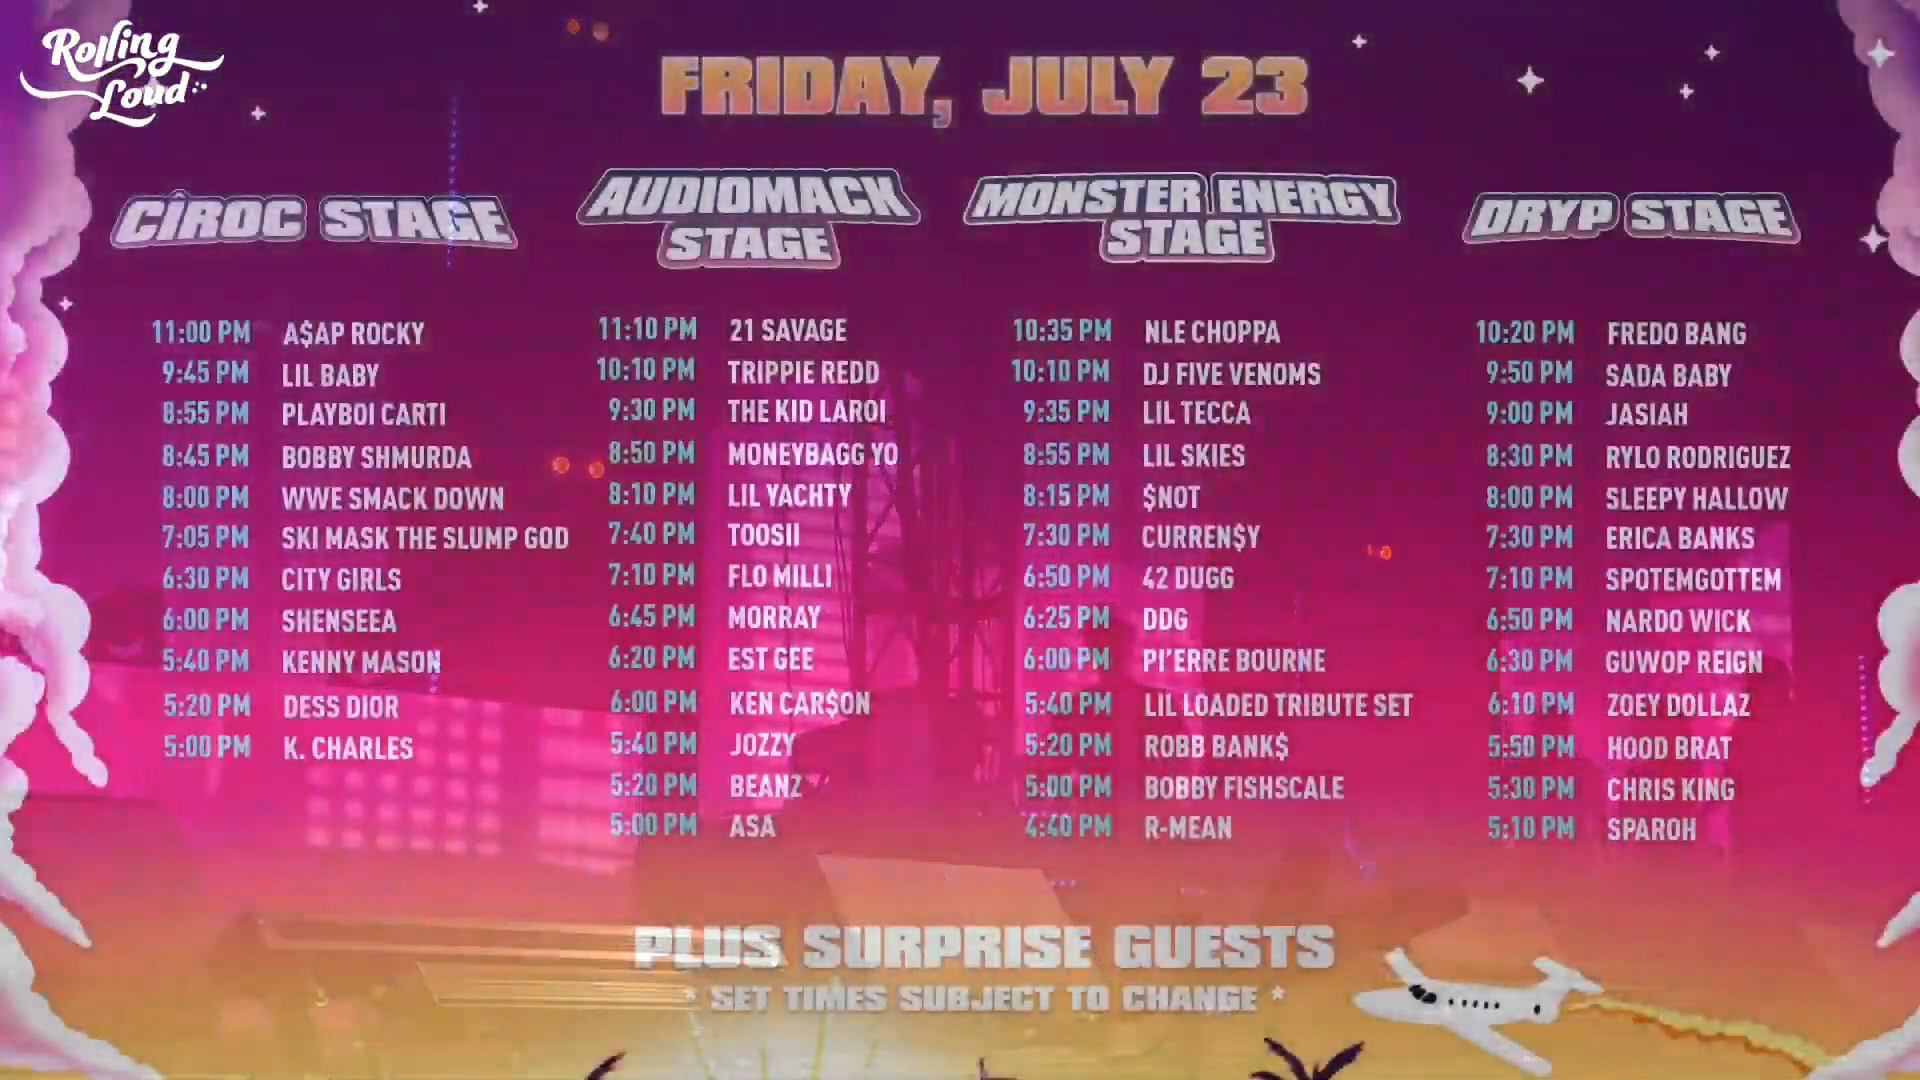 Rolling
Loud
FRIDAY, JULY 23
CÎROC STAGE
11:00 PM A$AP ROCKY
9:45 PM LIL BABY
8:55 PM PLAYBOI CARTI
8:45 PM BOBBY SHMURDA
8:00 PM WWE SMACK DOWN
7:05 PM SKI MASK THE SLUMP GOD
6:30 PM CITY GIRLS
6:00 PM SHENSEEA
5:40 PM KENNY MASON
5:20 PM DESS DIOR
5:00 PM K. CHARLES
AUDIOMACK
STAGE
11:10 PM 21 SAVAGE
10:10 PM TRIPPIE REDD
9:30 PM THE KID LAROI
8:50 PM MONEYBAGG YO
8:10 PM LIL YACHTY
7:40 PM TOOSII
7:10 PM FLO MILLI
6:45 PM MORRAY
6:20 PM EST GEE
6:00 PM KEN CAR$ON
5:40 PM JOZZY
5:20 PM BEANZ
5:00 PM ASA
MONSTER ENERGY
STAGE
10:35 PM NLE CHOPPA
10:10 PM DJ FIVE VENOMS
9:35 PM LIL TECCA
8:55 PM LIL SKIES
8:15 PM $NOT
7:30 PM CURREN$Y
6:50 PM 42 DUGG
6:25 PM DDG
6:00 PM PI'ERRE BOURNE
5:40 PM LIL LOADED TRIBUTE SET
5:20 PM ROBB BANK$
5:00 PM BOBBY FISHSCALE
4:40 PM R-MEAN
DRYP STAGE
10:20 PM FREDO BANG
9:50 PM SADA BABY
9:00 PM JASIAH
8:30 PM RYLO RODRIGUEZ
8:00 PM SLEEPY HALLOW
7:30 PM ERICA BANKS
7:10 PM SPOTEMGOTTEM
6:50 PM NARDO WICK
6:30 PM GUWOP REIGN
6:10 PM ZOEY DOLLAZ
5:50 PM HOOD BRAT
5:30 PM CHRIS KING
5:10 PM SPAROH
PLUS SURPRISE GUESTS
* SET TIMES SUBJECT TO CHANGE *